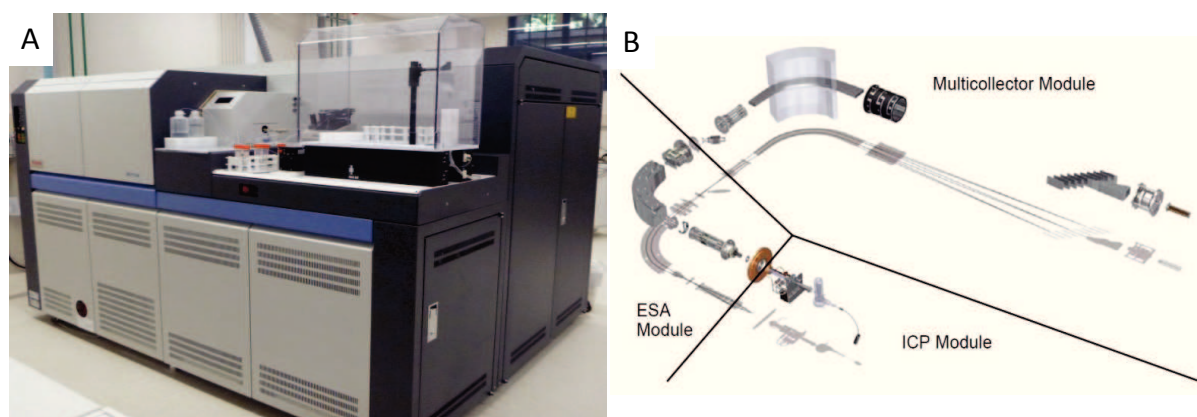 A
B
Multicollector Module
ESA
Module
ICP Module